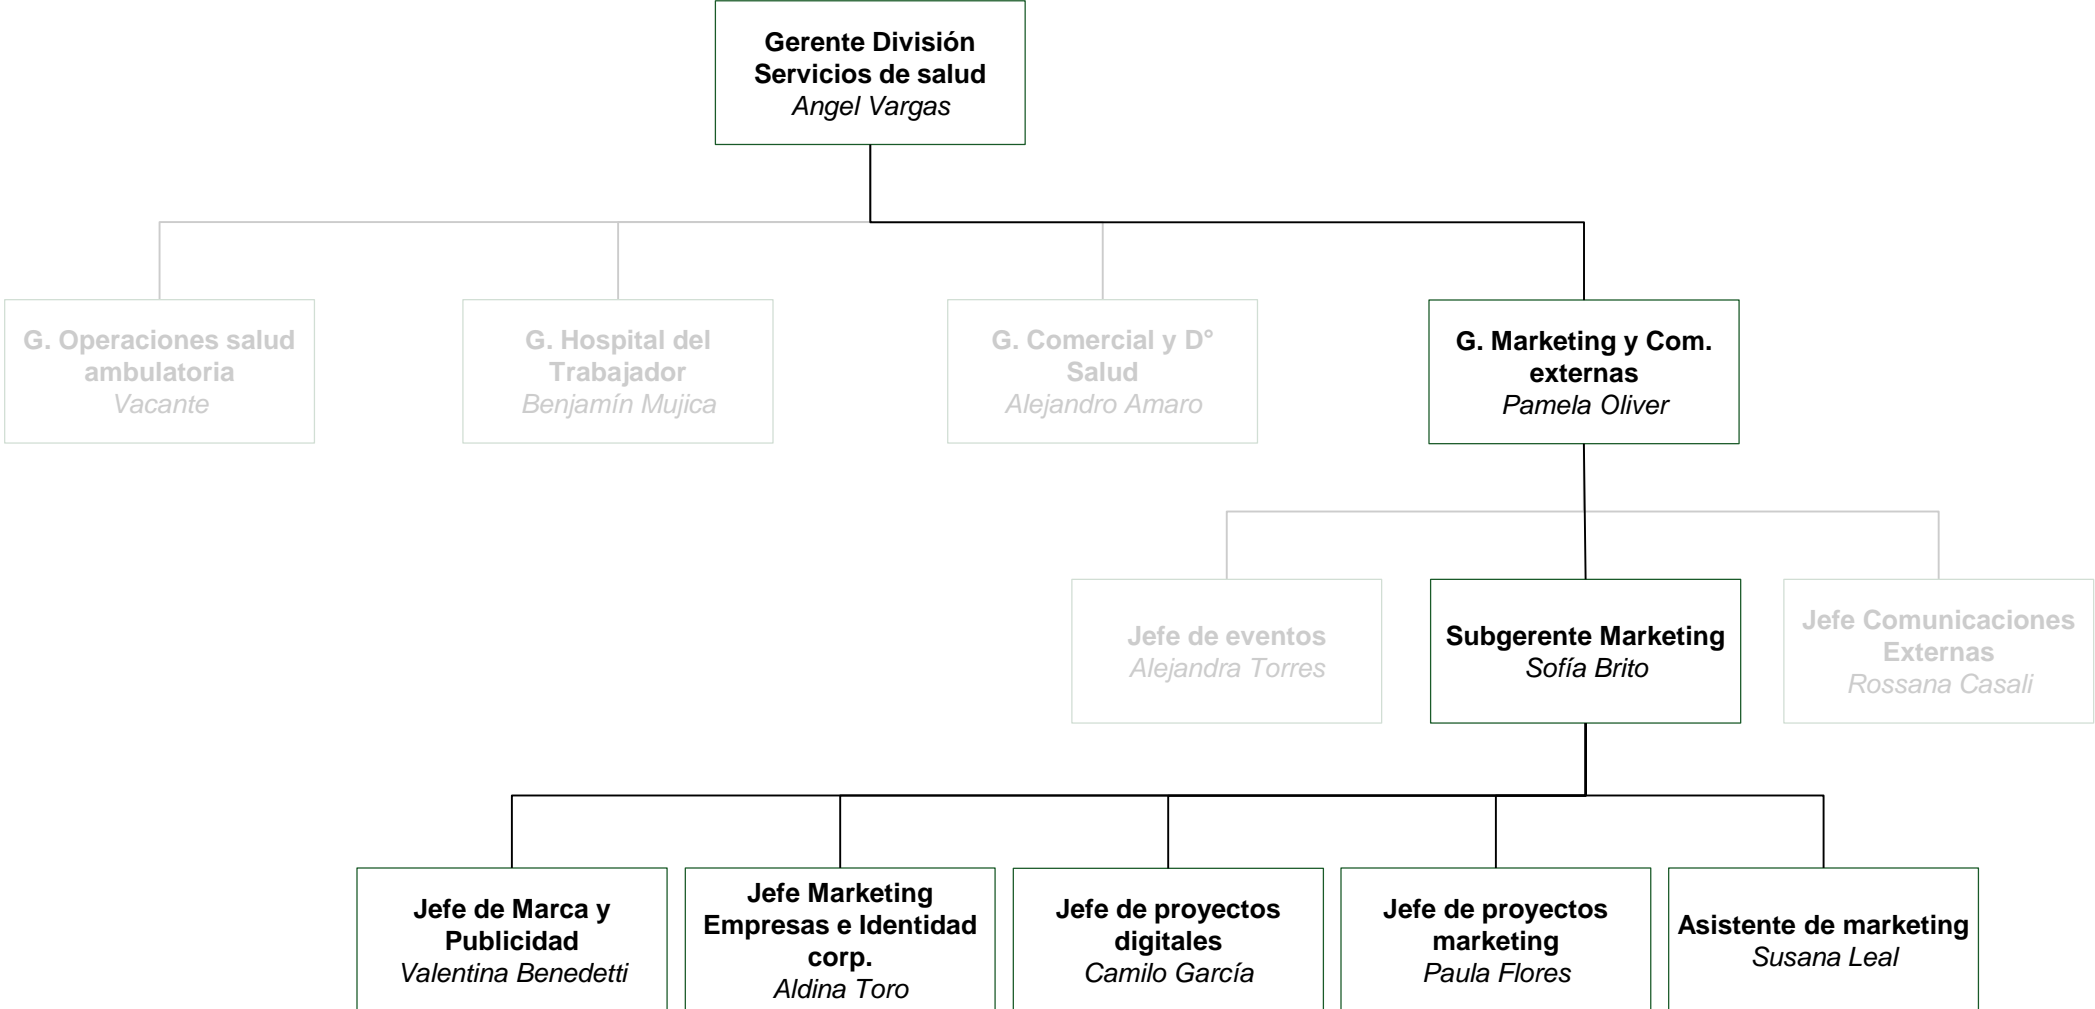 Gerente División
Servicios de salud
Angel Vargas
G. Operaciones salud
ambulatoria
Vacante
G. Hospital del
Trabajador
Benjamín Mujica
G. Comercial y D°
Salud
Alejandro Amaro
G. Marketing y Com.
externas
Pamela Oliver
Jefe de eventos
Alejandra Torres
Subgerente Marketing
Sofía Brito
Jefe Comunicaciones
Externas
Rossana Casali
Jefe de Marca y
Publicidad
Valentina Benedetti
Jefe Marketing
Empresas e Identidad
corp.
Aldina Toro
Jefe de proyectos
digitales
Camilo García
Jefe de proyectos
marketing
Paula Flores
Asistente de marketing
Susana Leal